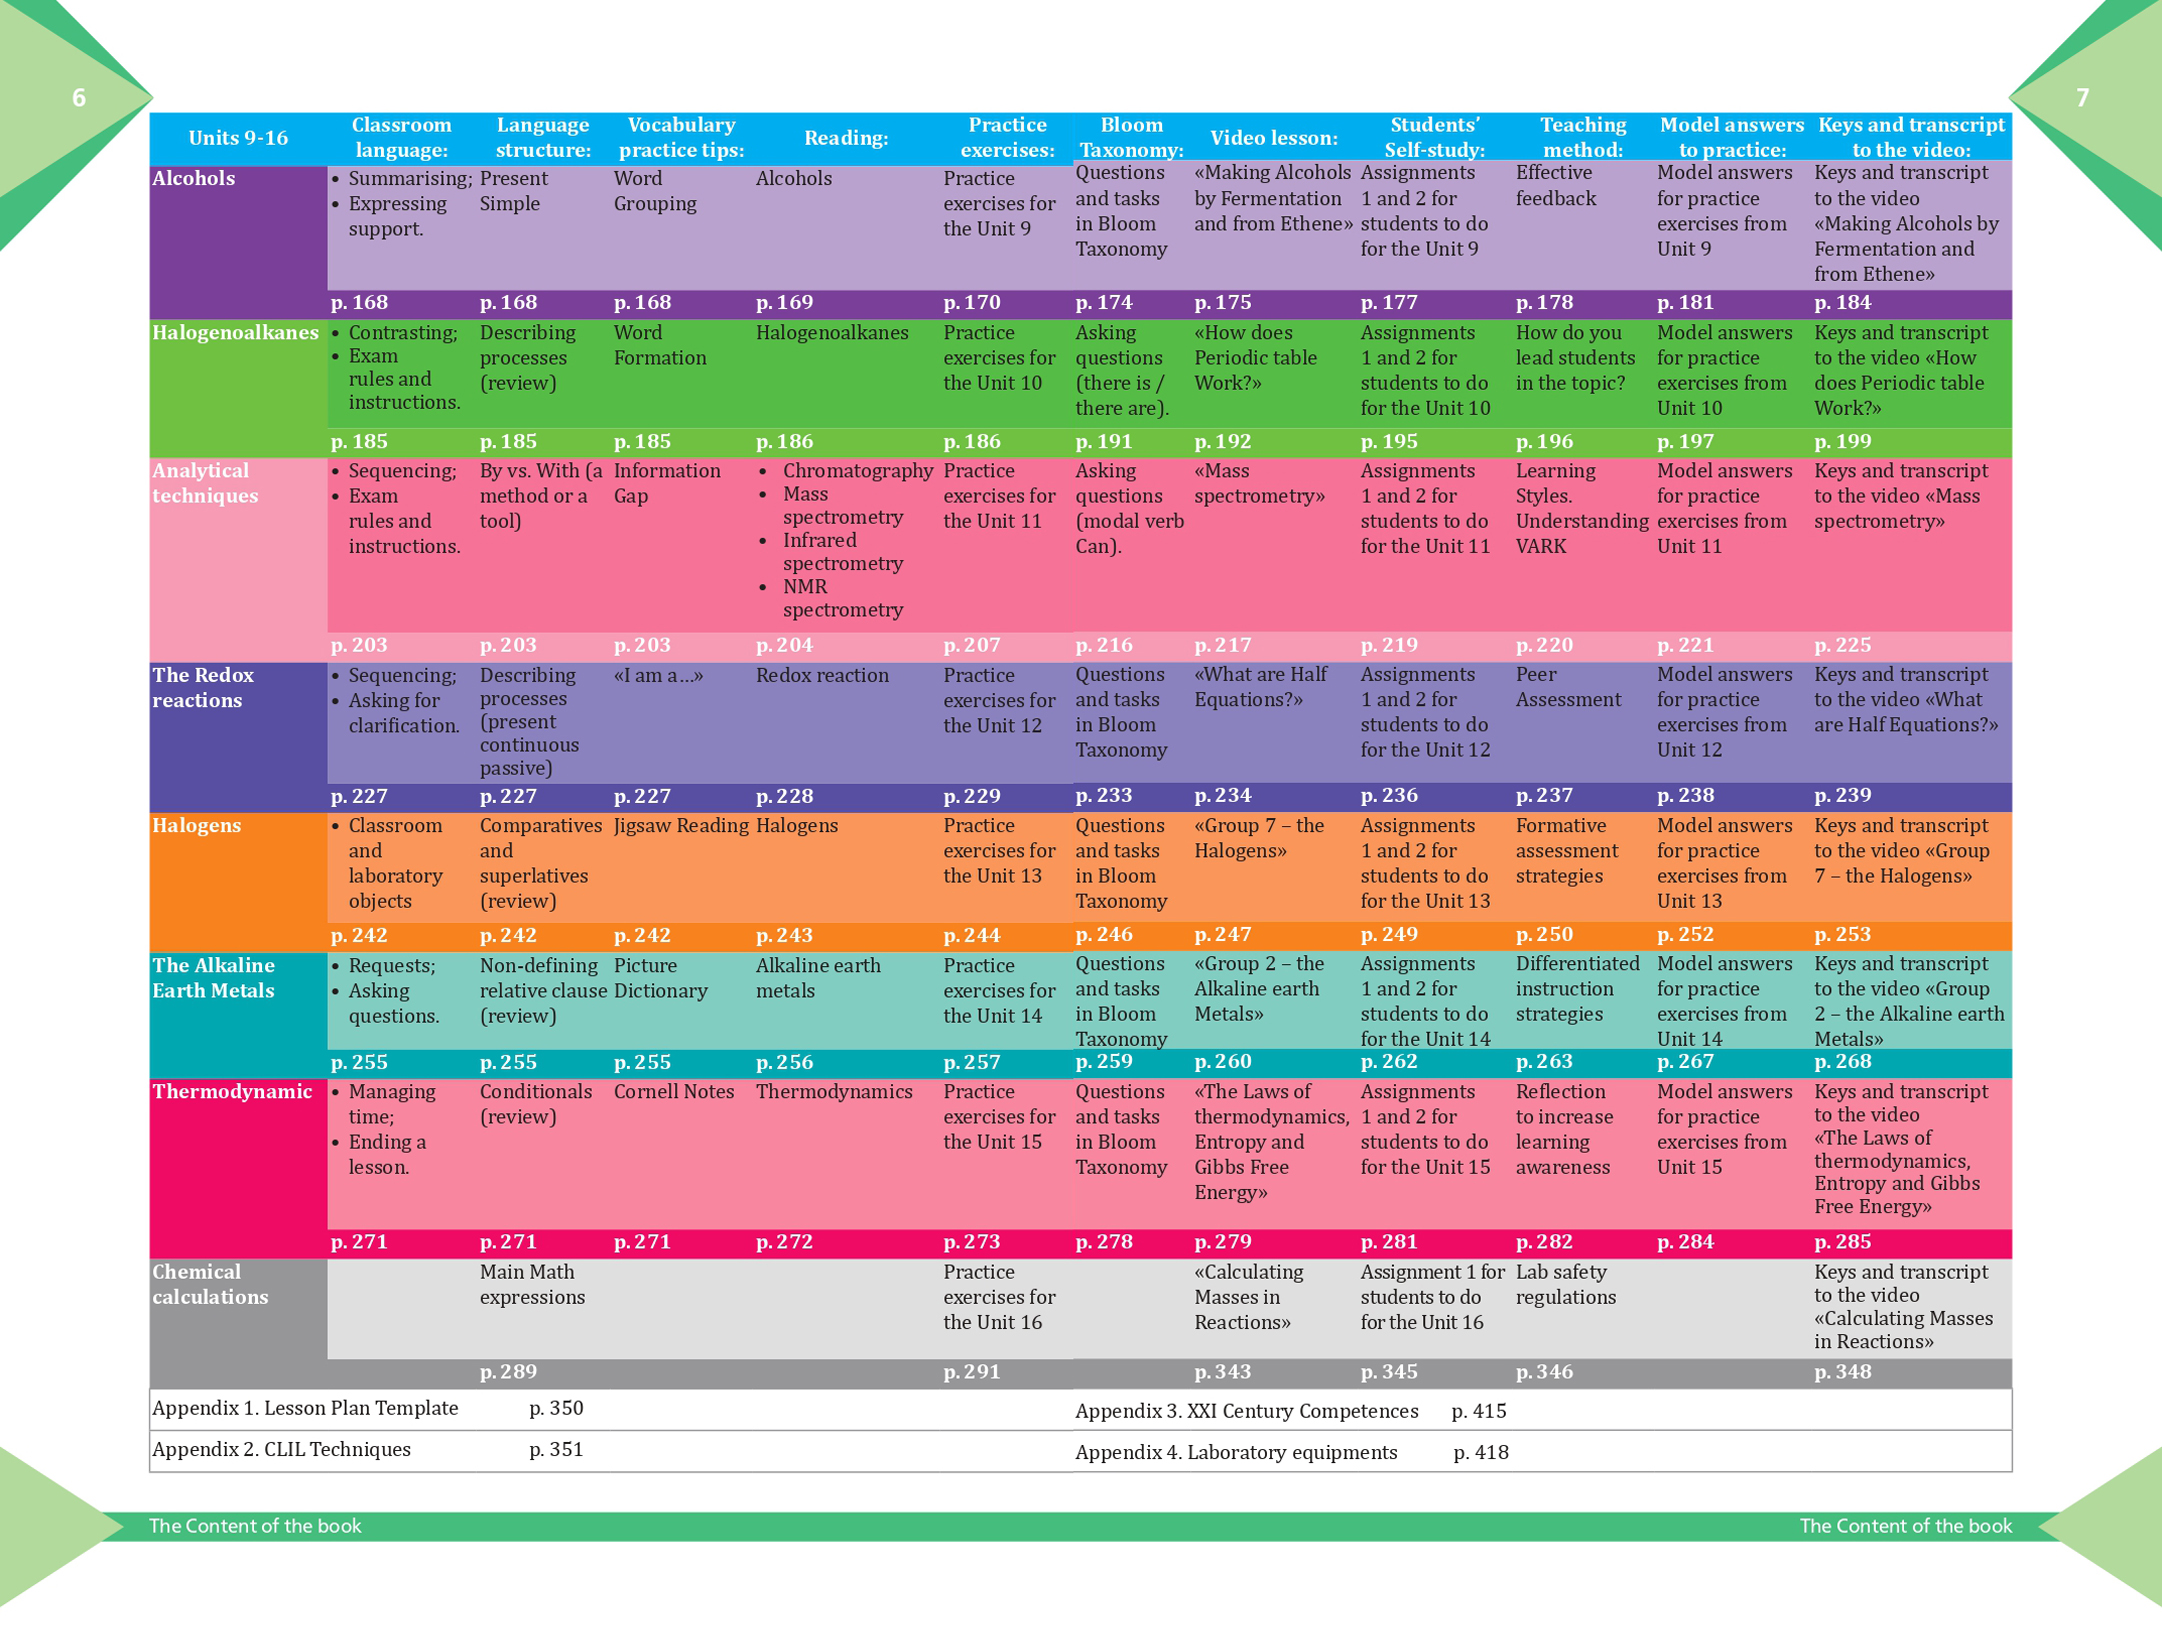 6
7
Units 9-16
Classroom
language:
Language
structure:
Vocabulary
practice tips:
Reading:
Practice
exercises:
Bloom
Taxonomy:
Video lesson:
Students’
Self-study:
Teaching
method:
Model answers
to practice:
Keys and transcript
to the video:
Alcohols
• Summarising;
• Expressing
support.
Present
Simple
Word
Grouping
Alcohols
Practice
exercises for
the Unit 9
Questions
and tasks
in Bloom
Taxonomy
«Making Alcohols
by Fermentation
and from Ethene»
Assignments
1 and 2 for
students to do
for the Unit 9
Effective
feedback
Model answers
for practice
exercises from
Unit 9
Keys and transcript
to the video
«Making Alcohols by
Fermentation and
from Ethene»
p. 168 p. 168 p. 168 p. 169 p. 170 p. 174 p. 175 p. 177 p. 178 p. 181 p. 184
Halogenoalkanes
• Contrasting;
• Exam
rules and
instructions.
Describing
processes
(review)
Word
Formation
Halogenoalkanes
Practice
exercises for
the Unit 10
Asking
questions
(there is /
there are).
«How does
Periodic table
Work?»
Assignments
1 and 2 for
students to do
for the Unit 10
How do you
lead students
in the topic?
Model answers
for practice
exercises from
Unit 10
Keys and transcript
to the video «How
does Periodic table
Work?»
p. 185 p. 185 p. 185 p. 186 p. 186 p. 191 p. 192 p. 195 p. 196 p. 197 p. 199
Analytical
techniques
• Sequencing;
• Exam
rules and
instructions.
By vs. With (a
method or a
tool)
Information
Gap
• Chromatography
• Mass
spectrometry
• Infrared
spectrometry
• NMR
spectrometry
Practice
exercises for
the Unit 11
Asking
questions
(modal verb
Can).
«Mass
spectrometry»
Assignments
1 and 2 for
students to do
for the Unit 11
Learning
Styles.
Understanding
VARK
Model answers
for practice
exercises from
Unit 11
Keys and transcript
to the video «Mass
spectrometry»
p. 203 p. 203 p. 203 p. 204 p. 207 p. 216 p. 217 p. 219 p. 220 p. 221 p. 225
The Redox
reactions
• Sequencing;
• Asking for
clarification.
Describing
processes
(present
continuous
passive)
«I am a…»
Redox reaction
Practice
exercises for
the Unit 12
Questions
and tasks
in Bloom
Taxonomy
«What are Half
Equations?»
Assignments
1 and 2 for
students to do
for the Unit 12
Peer
Assessment
Model answers
for practice
exercises from
Unit 12
Keys and transcript
to the video «What
are Half Equations?»
p. 227 p. 227 p. 227 p. 228 p. 229 p. 233 p. 234 p. 236 p. 237 p. 238 p. 239
Halogens
• Classroom
and
laboratory
objects
Comparatives
and
superlatives
(review)
Jigsaw Reading
Halogens
Practice
exercises for
the Unit 13
Questions
and tasks
in Bloom
Taxonomy
«Group 7 – the
Halogens»
Assignments
1 and 2 for
students to do
for the Unit 13
Formative
assessment
strategies
Model answers
for practice
exercises from
Unit 13
Keys and transcript
to the video «Group
7 – the Halogens»
p. 242 p. 242 p. 242 p. 243 p. 244 p. 246 p. 247 p. 249 p. 250 p. 252 p. 253
The Alkaline
Earth Metals
• Requests;
• Asking
questions.
Non-defining
relative clause
(review)
Picture
Dictionary
Alkaline earth
metals
Practice
exercises for
the Unit 14
Questions
and tasks
in Bloom
Taxonomy
«Group 2 – the
Alkaline earth
Metals»
Assignments
1 and 2 for
students to do
for the Unit 14
Differentiated
instruction
strategies
Model answers
for practice
exercises from
Unit 14
Keys and transcript
to the video «Group
2 – the Alkaline earth
Metals»
p. 255 p. 255 p. 255 p. 256 p. 257 p. 259 p. 260 p. 262 p. 263 p. 267 p. 268
Thermodynamic
• Managing
time;
• Ending a
lesson.
Conditionals
(review)
Cornell Notes
Thermodynamics
Practice
exercises for
the Unit 15
Questions
and tasks
in Bloom
Taxonomy
«The Laws of
thermodynamics,
Entropy and
Gibbs Free
Energy»
Assignments
1 and 2 for
students to do
for the Unit 15
Reflection
to increase
learning
awareness
Model answers
for practice
exercises from
Unit 15
Keys and transcript
to the video
«The Laws of
thermodynamics,
Entropy and Gibbs
Free Energy»
p. 271 p. 271 p. 271 p. 272 p. 273 p. 278 p. 279 p. 281 p. 282 p. 284 p. 285
Chemical
calculations
Main Math
expressions
Practice
exercises for
the Unit 16
«Calculating
Masses in
Reactions»
Assignment 1 for
students to do
for the Unit 16
Lab safety
regulations
Keys and transcript
to the video
«Calculating Masses
in Reactions»
p. 289 p. 291 p. 343 p. 345 p. 346 p. 348
Appendix 1. Lesson Plan Template p. 350
Appendix 2. CLIL Techniques p. 351
Appendix 3. XXI Century Competences p. 415
Appendix 4. Laboratory equipments p. 418
The Content of the book
The Content of the book